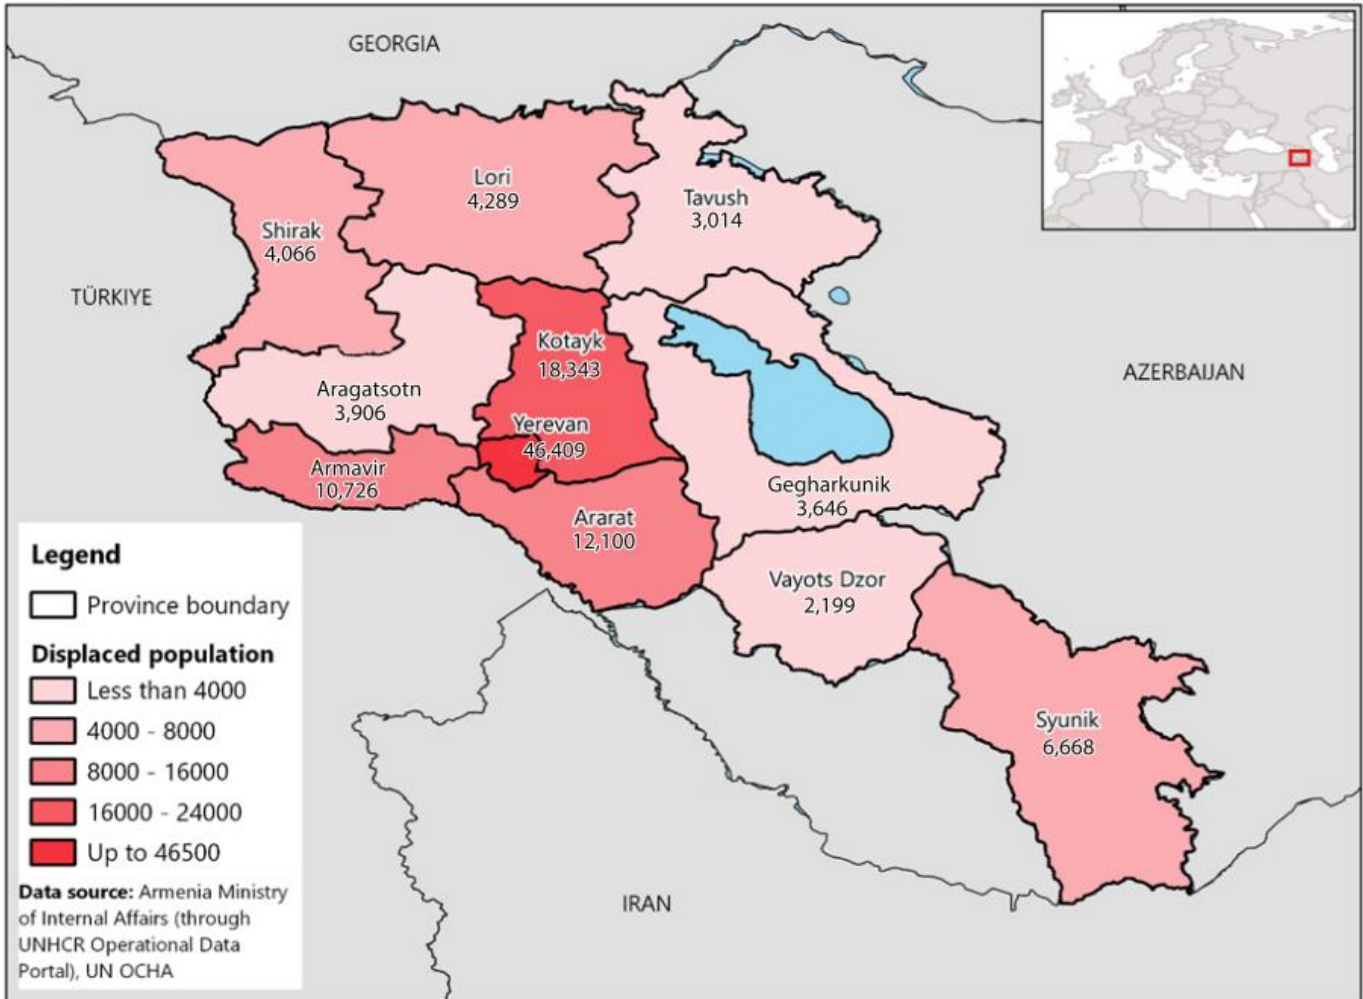 GEORGIA
Lori
4,289
Tavush
3,014
Shirak
4,066
TÜRKIYE
Kotayk
18,343
AZERBAIJAN
Aragatsotn
3,906
Yerevan
46,409
Armavir
10,726
Gegharkunik
3,646
Ararat
12,100
Vayots Dzor
2,199
Syunik
6,668
IRAN
Legend
Province boundary
Displaced population
Less than 4000
4000 - 8000
8000 - 16000
16000 - 24000
Up to 46500
Data source: Armenia Ministry
of Internal Affairs (through
UNHCR Operational Data
Portal), UN OCHA